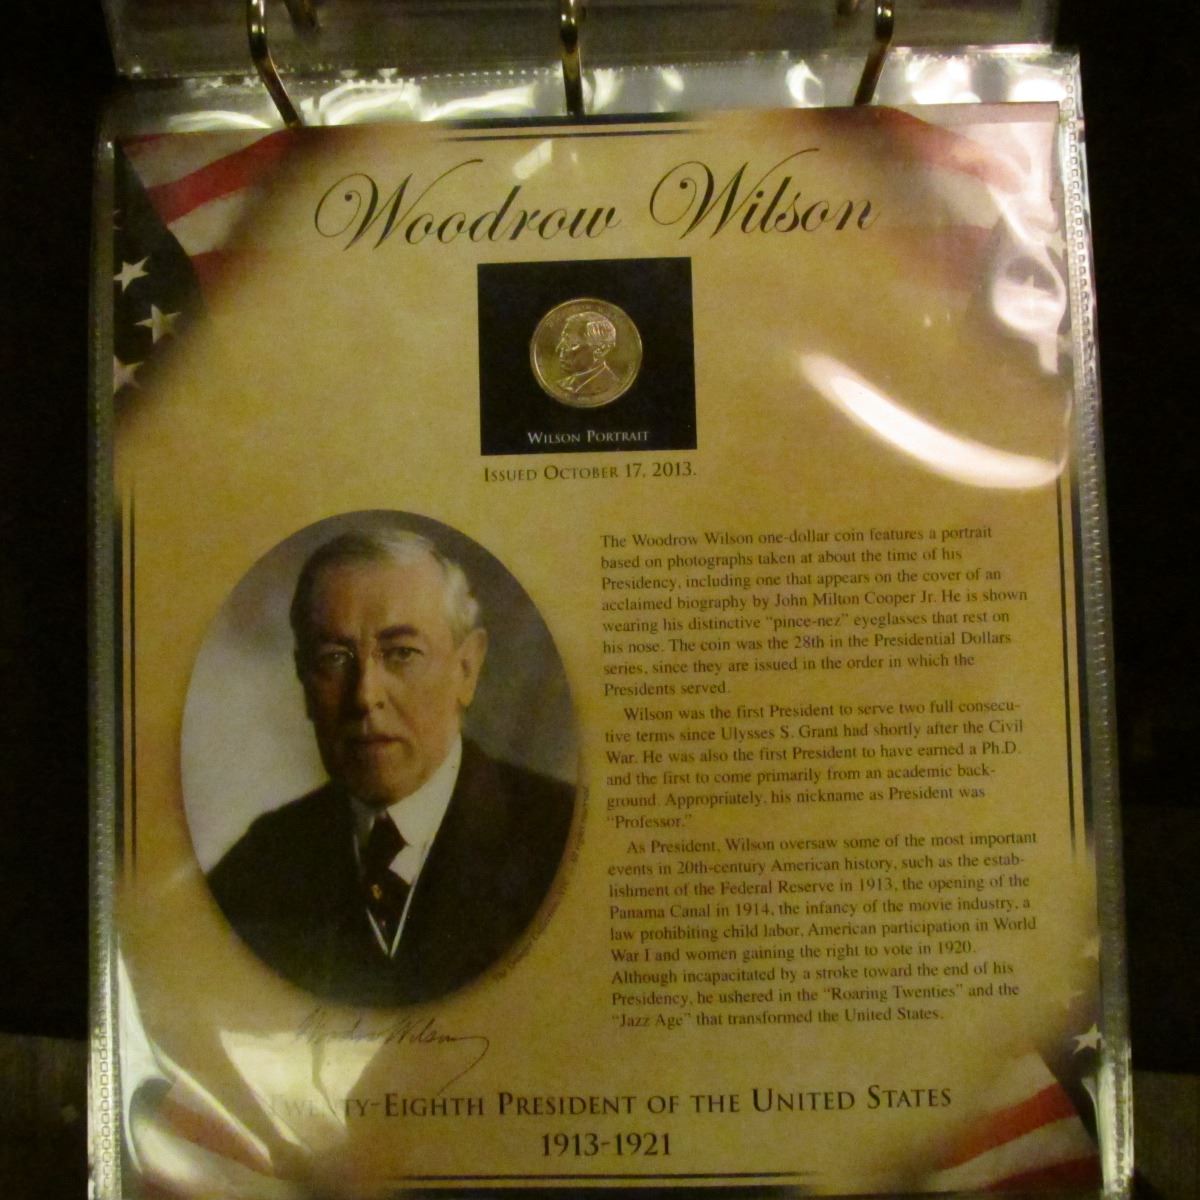 Woodrow Wilson
Wilson Portrait
Issued October 17, 2013.
The Woodrow Wilson one-dollar coin features a portrait
based on photographs taken at about the time of his
Presidency, including one that appears on the cover of an
acclaimed biography by John Milton Cooper Jr. He is shown
wearing his distinctive "pince-nez" eyeglasses that rest on
his nose. The coin was the 28th in the Presidential Dollars
series, since they are issued in the order in which the
Presidents served.
Wilson was the first President to serve two full consecu-
tive terms since Ulysses S. Grant had shortly after the Civil
War. He was also the first President to have earned a Ph.D.
and the first to come primarily from an academic back-
ground. Appropriately, his nickname as President was
"Professor."
As President, Wilson oversaw some of the most important
events in 20th-century American history, such as the estab-
lishment of the Federal Reserve in 1913, the opening of the
Panama Canal in 1914, the infancy of the movie industry, a
law prohibiting child labor, American participation in World
War I and women gaining the right to vote in 1920.
Although incapacitated by a stroke toward the end of his
Presidency, he ushered in the "Roaring Twenties" and the
"Jazz Age" that transformed the United States.
Woodrow Wilson
Twenty-Eighth President of the United States
1913-1921